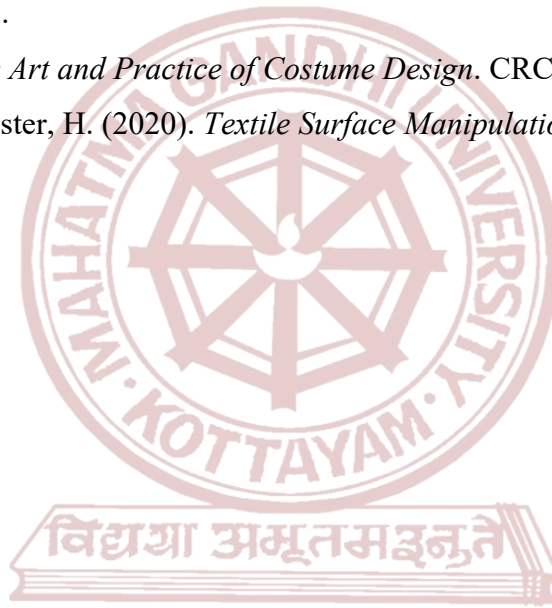 .
Art and Practice of Costume Design. CRC
ster, H. (2020). Textile Surface Manipulatio
MAHATMA GANDHI UNIVERSITY
• KOTTAYAM •
विद्यया अमृतमश्नुते